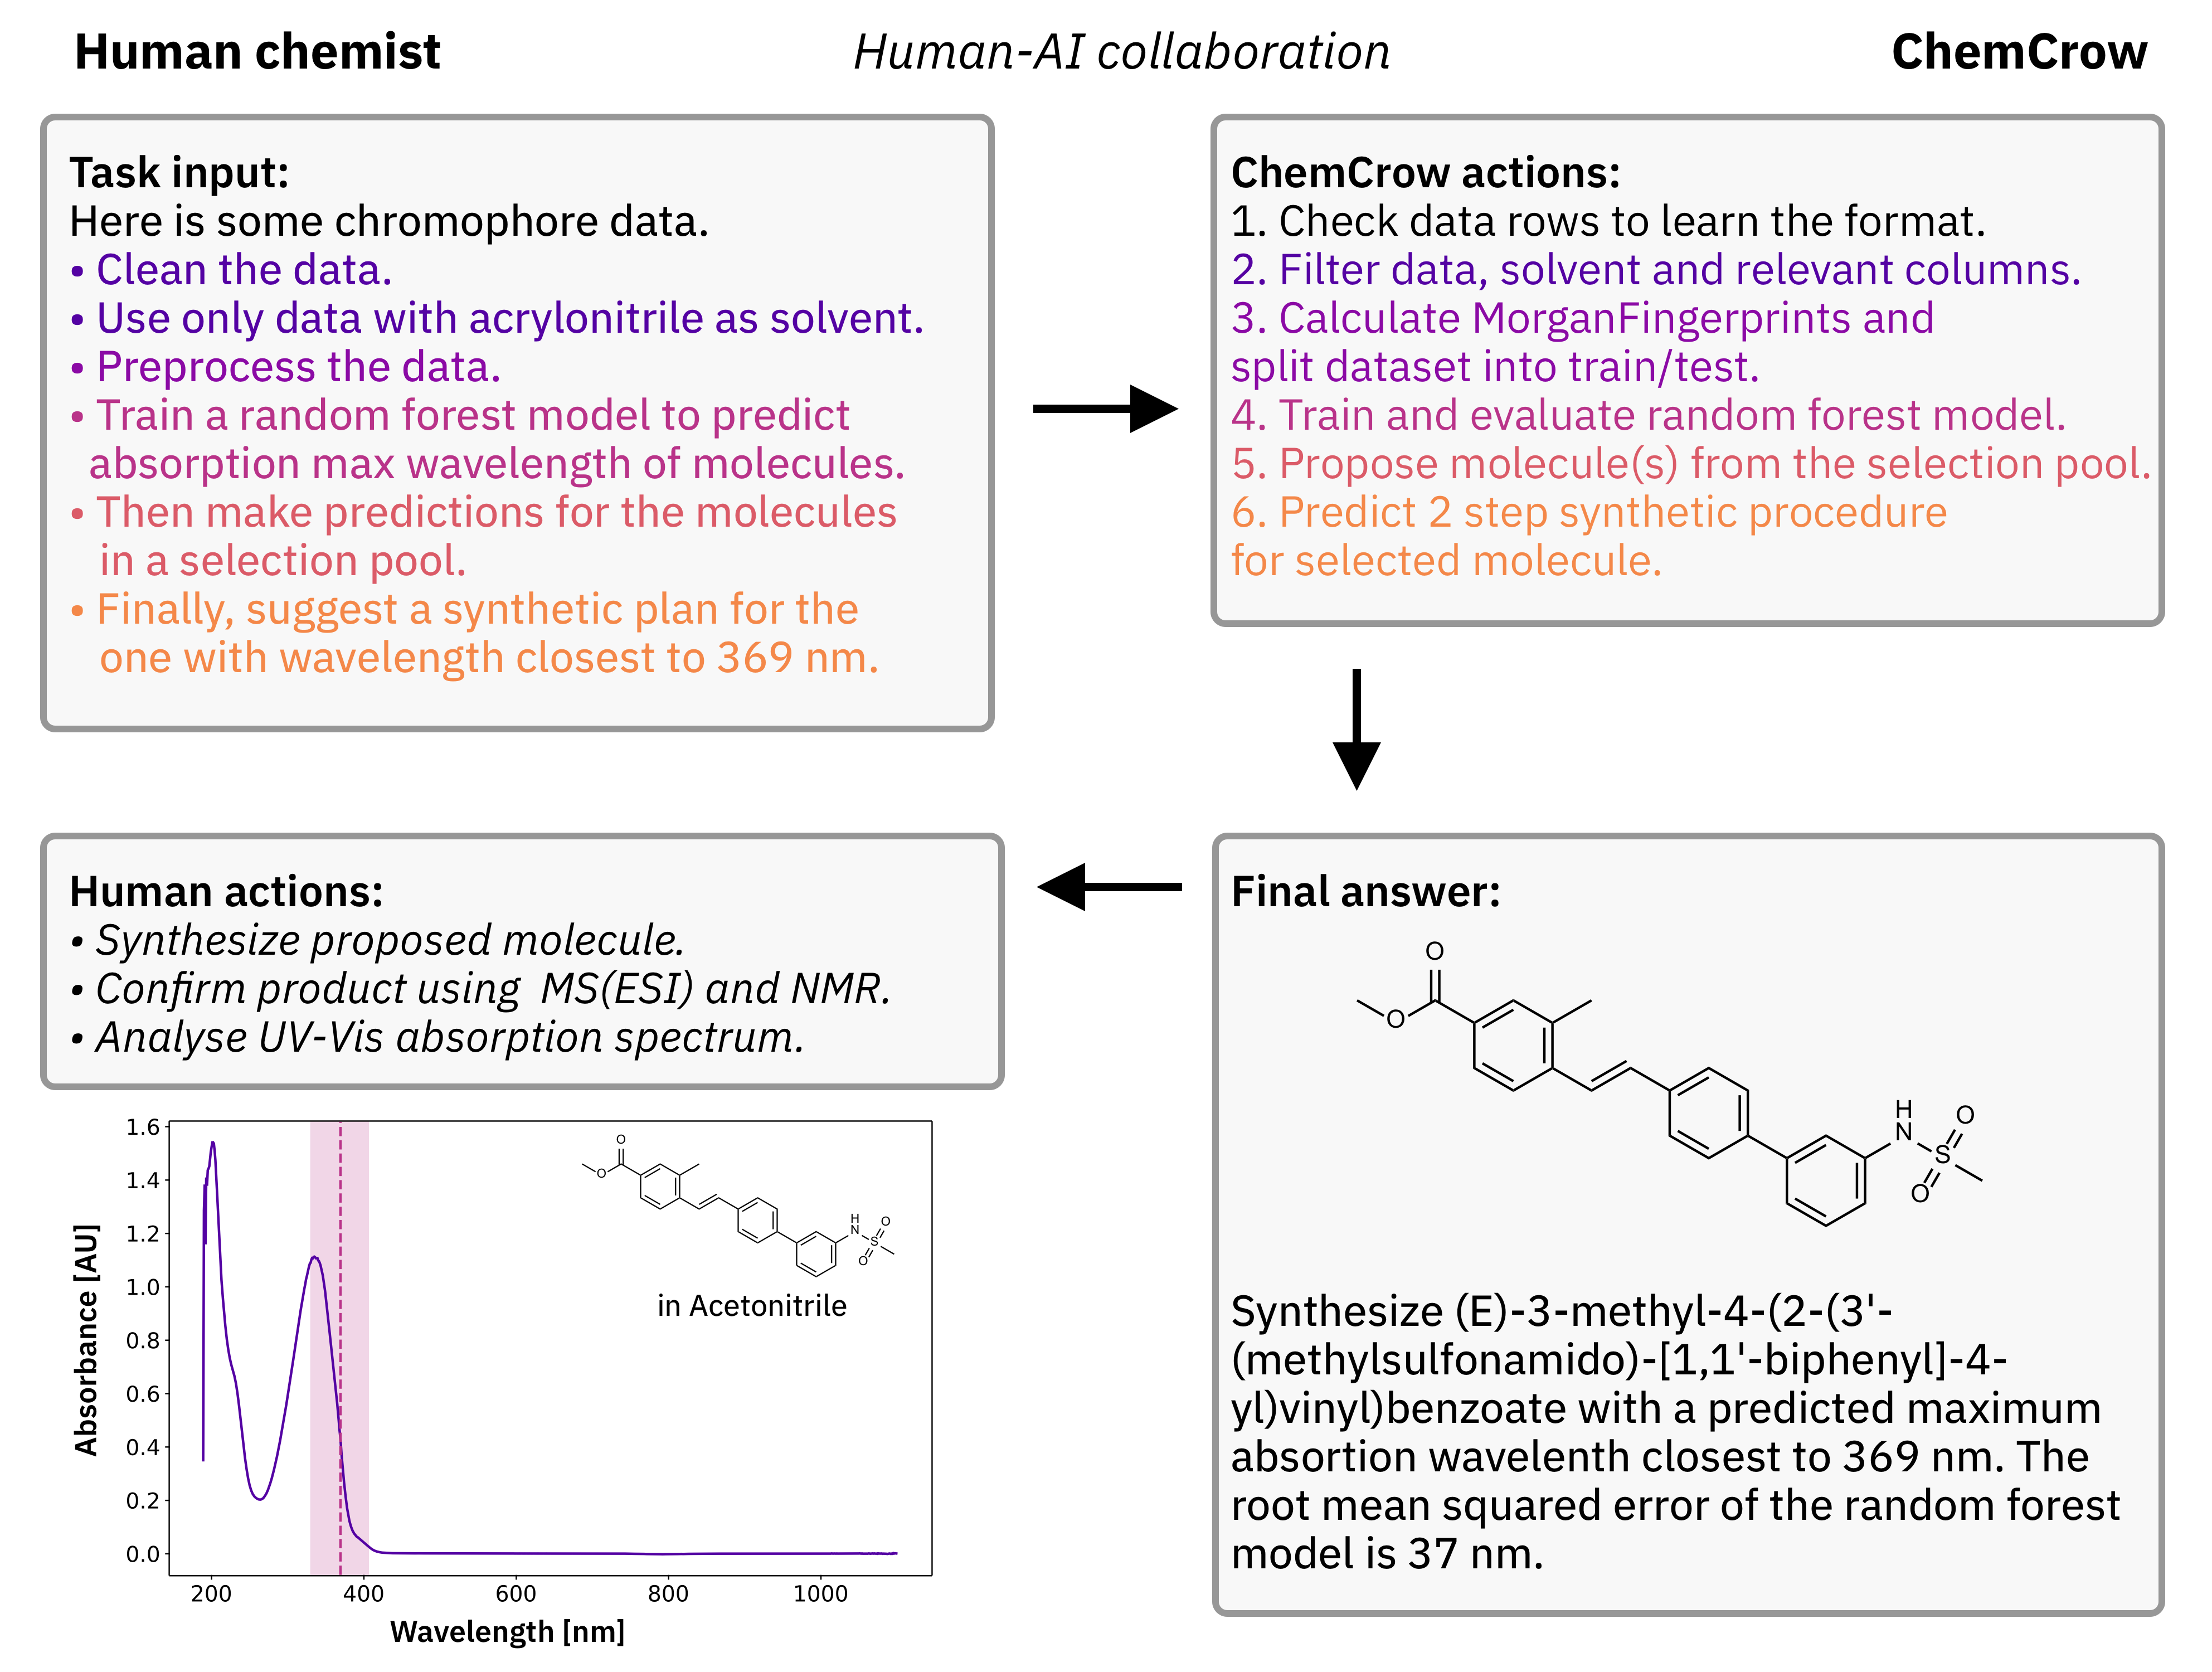 Human chemist
Human-AI collaboration
ChemCrow
Task input:
Here is some chromophore data.
• Clean the data.
• Use only data with acrylonitrile as solvent.
• Preprocess the data.
• Train a random forest model to predict
absorption max wavelength of molecules.
• Then make predictions for the molecules
in a selection pool.
• Finally, suggest a synthetic plan for the
one with wavelength closest to 369 nm.
ChemCrow actions:
1. Check data rows to learn the format.
2. Filter data, solvent and relevant columns.
3. Calculate MorganFingerprints and
split dataset into train/test.
4. Train and evaluate random forest model.
5. Propose molecule(s) from the selection pool.
6. Predict 2 step synthetic procedure
for selected molecule.
Human actions:
• Synthesize proposed molecule.
• Confirm product using MS(ESI) and NMR.
• Analyse UV-Vis absorption spectrum.
Absorbance [AU]
1.6
1.4
1.2
1.0
0.8
0.6
0.4
0.2
0.0
O
O
H
N
S
O
O
in Acetonitrile
200 400 600 800 1000
Wavelength [nm]
Final answer:
O
O
H
N
S
O
O
Synthesize (E)-3-methyl-4-(2-(3'-
(methylsulfonamido)-[1,1'-biphenyl]-4-
yl)vinyl)benzoate with a predicted maximum
absortion wavelenth closest to 369 nm. The
root mean squared error of the random forest
model is 37 nm.